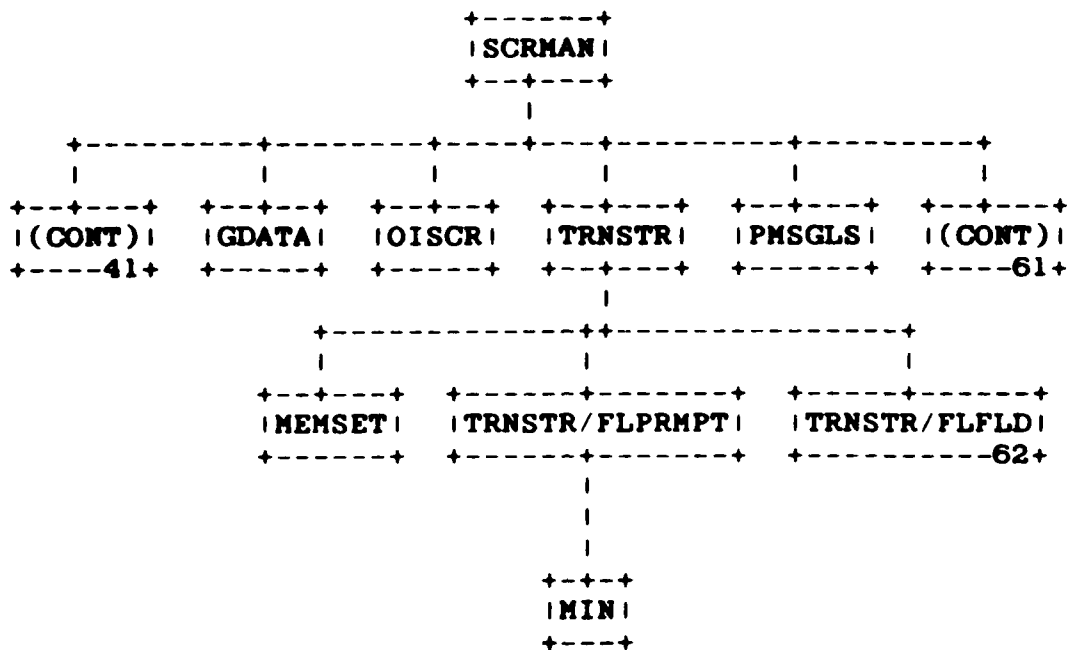 SCRMAN
(CONT) GDATA OISCR TRNSTR PMSGLS (CONT)
41 61
MEMSET TRNSTR/FLPRMPT TRNSTR/FLFLD
62
MIN